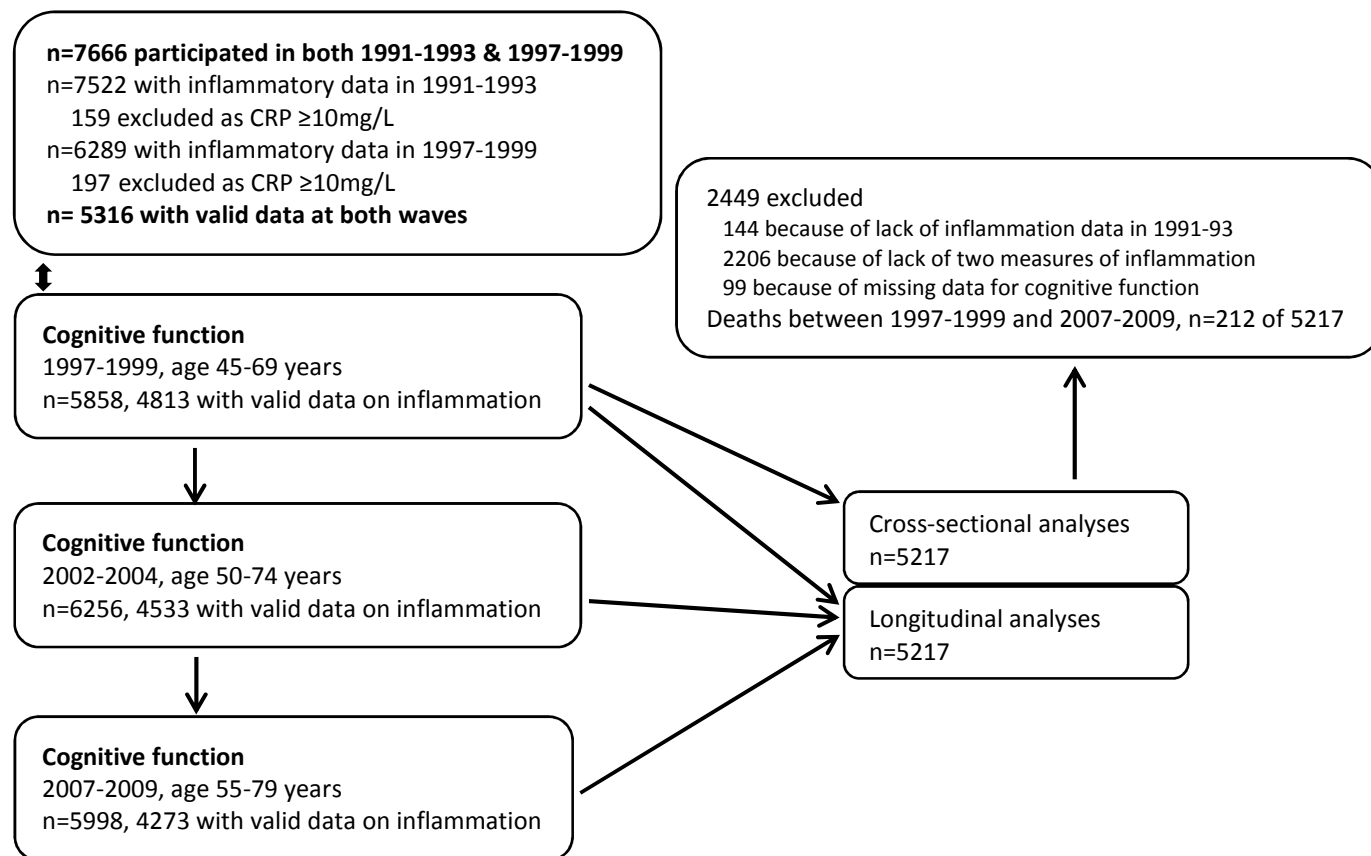 n=7666 participated in both 1991-1993 & 1997-1999
n=7522 with inflammatory data in 1991-1993
159 excluded as CRP ≥10mg/L
n=6289 with inflammatory data in 1997-1999
197 excluded as CRP ≥10mg/L
n= 5316 with valid data at both waves
2449 excluded
144 because of lack of inflammation data in 1991-93
2206 because of lack of two measures of inflammation
99 because of missing data for cognitive function
Deaths between 1997-1999 and 2007-2009, n=212 of 5217
Cognitive function
1997-1999, age 45-69 years
n=5858, 4813 with valid data on inflammation
Cognitive function
2002-2004, age 50-74 years
n=6256, 4533 with valid data on inflammation
Cross-sectional analyses
n=5217
Longitudinal analyses
n=5217
Cognitive function
2007-2009, age 55-79 years
n=5998, 4273 with valid data on inflammation